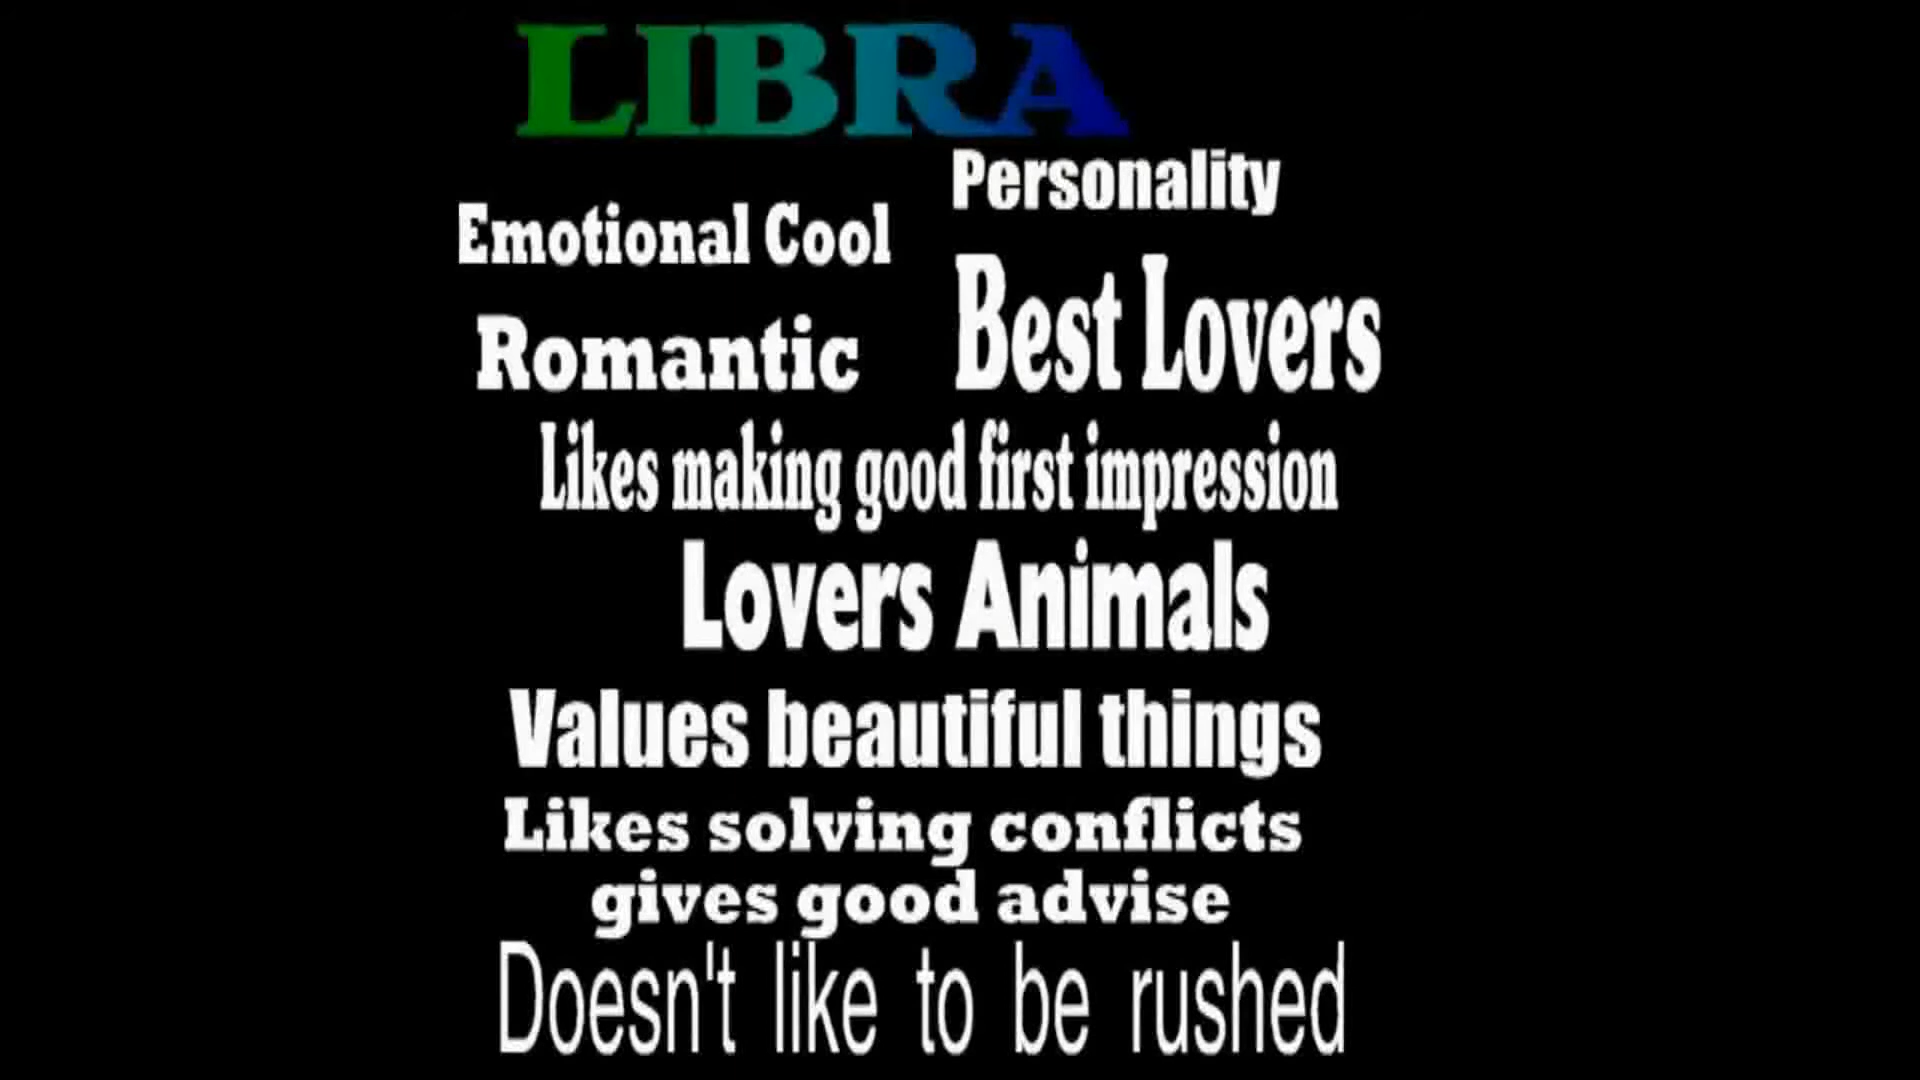 LIBRA
Personality
Emotional Cool
Romantic
Best Lovers
Likes making good first impression
Lovers Animals
Values beautiful things
Likes solving conflicts
gives good advise
Doesn't like to be rushed